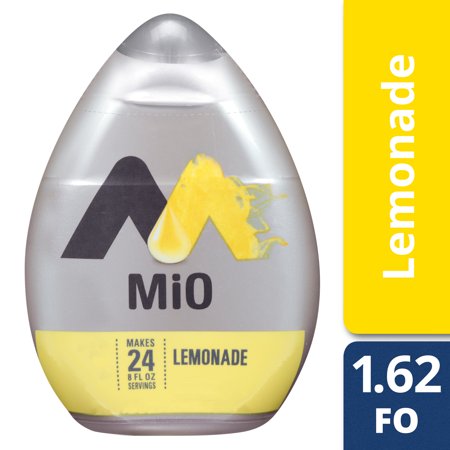 MiO
MAKES
24
8 FL OZ
SERVINGS
LEMONADE
Lemonade
1.62
FO